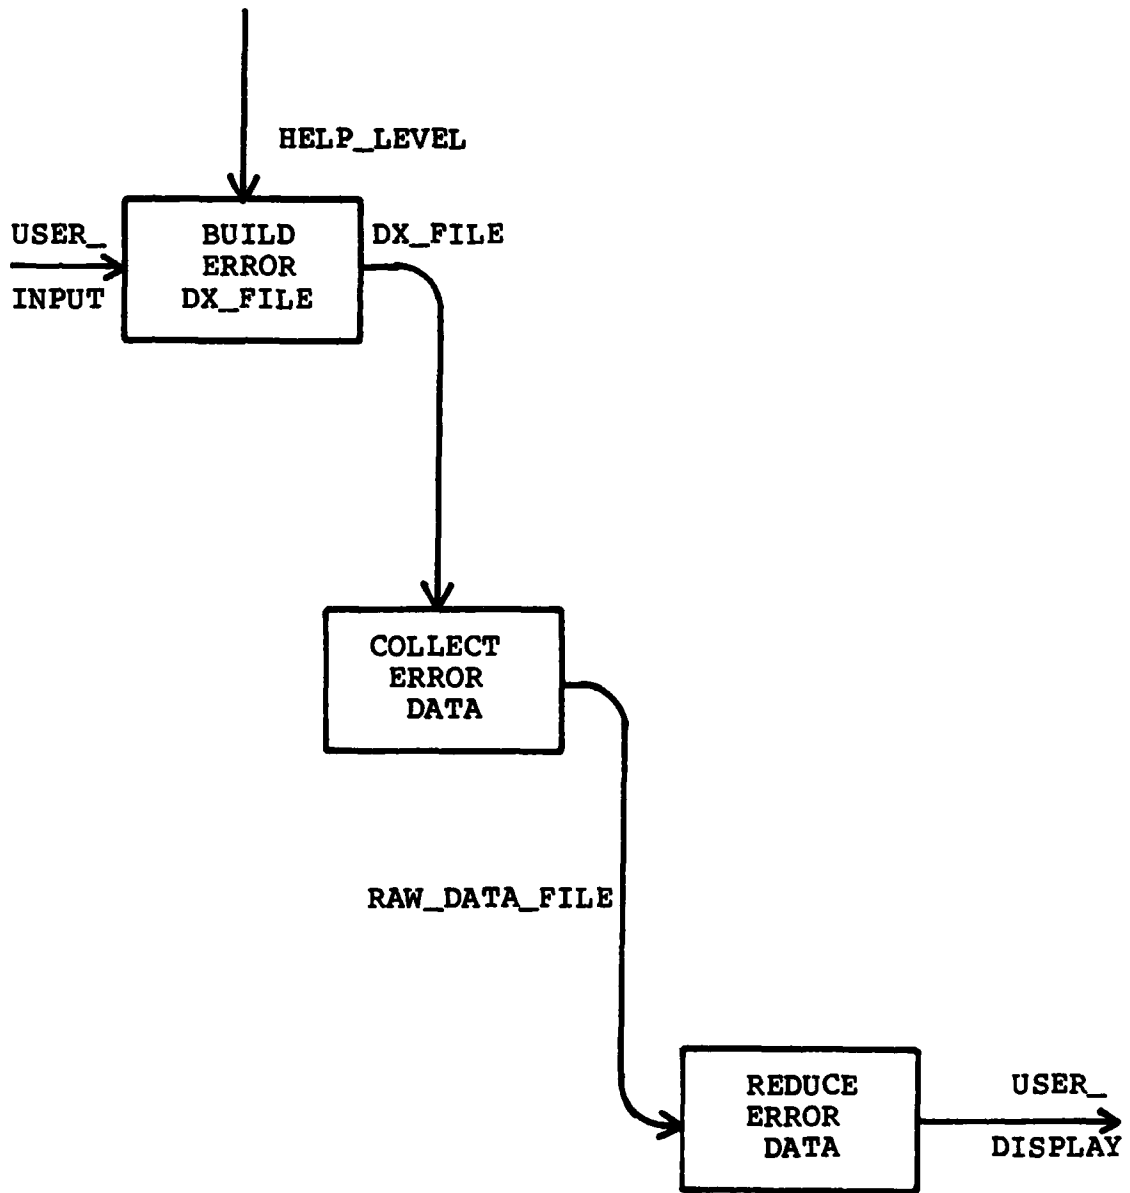 HELP_LEVEL
USER_
INPUT
BUILD
ERROR
DX_FILE
DX_FILE
COLLECT
ERROR
DATA
RAW_DATA_FILE
REDUCE
ERROR
DATA
USER_
DISPLAY